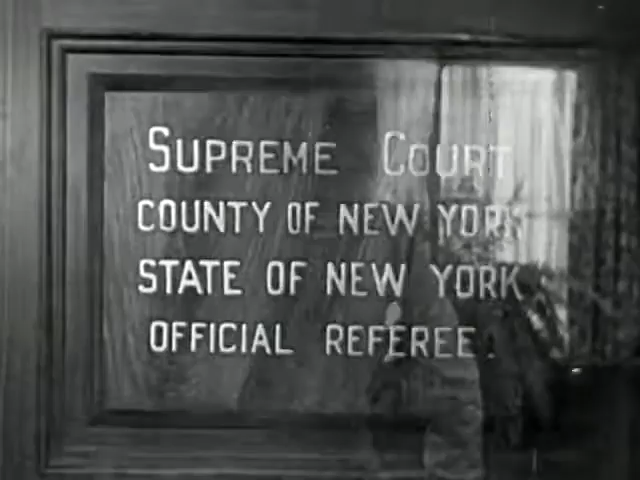 SUPREME COURT
COUNTY OF NEW YORK
STATE OF NEW YORK
OFFICIAL REFEREE.